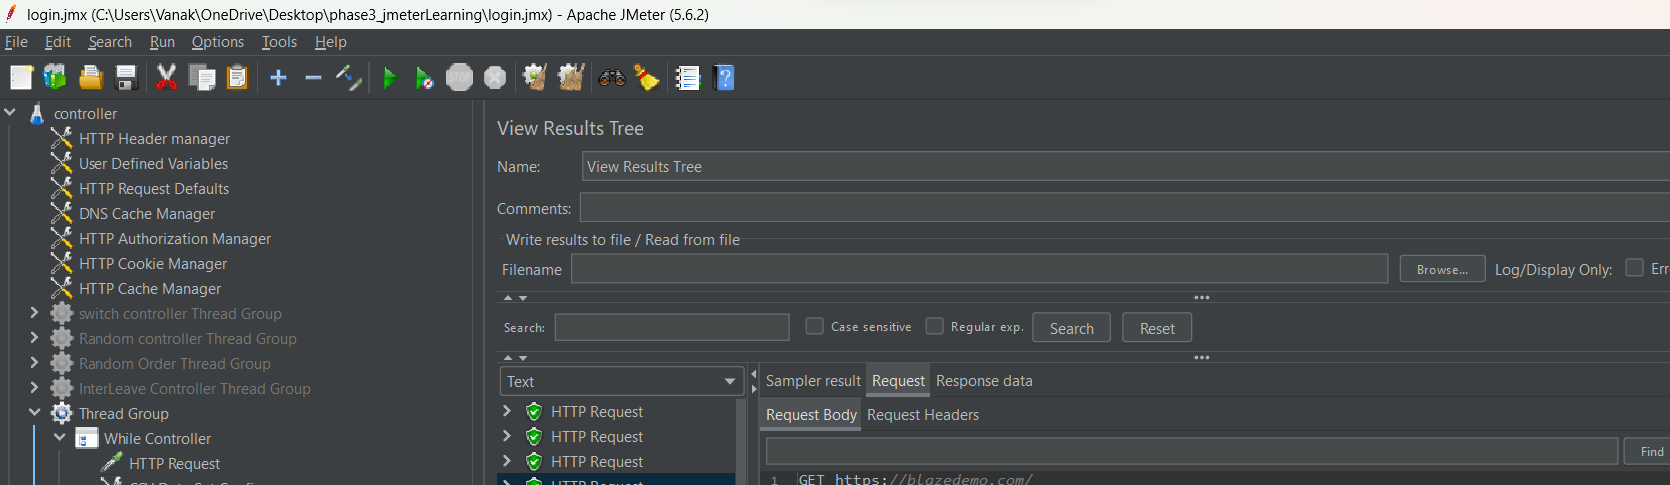 login.jmx (C:\Users\Vanak\OneDrive\Desktop\phase3_jmeterLearning\login.jmx) - Apache JMeter (5.6.2)
File Edit Search Run Options Tools Help
STOP
controller
HTTP Header manager
User Defined Variables
HTTP Request Defaults
DNS Cache Manager
HTTP Authorization Manager
HTTP Cookie Manager
HTTP Cache Manager
switch controller Thread Group
Random controller Thread Group
Random Order Thread Group
InterLeave Controller Thread Group
Thread Group
While Controller
HTTP Request
View Results Tree
Name: View Results Tree
Comments:
Write results to file / Read from file
Filename Browse... Log/Display Only: Err
Search: Case sensitive Regular exp. Search Reset
Text
HTTP Request
HTTP Request
HTTP Request
HTTP Request
Sampler result Request Response data
Request Body Request Headers
Find
1 GET https://blazedemo.com/